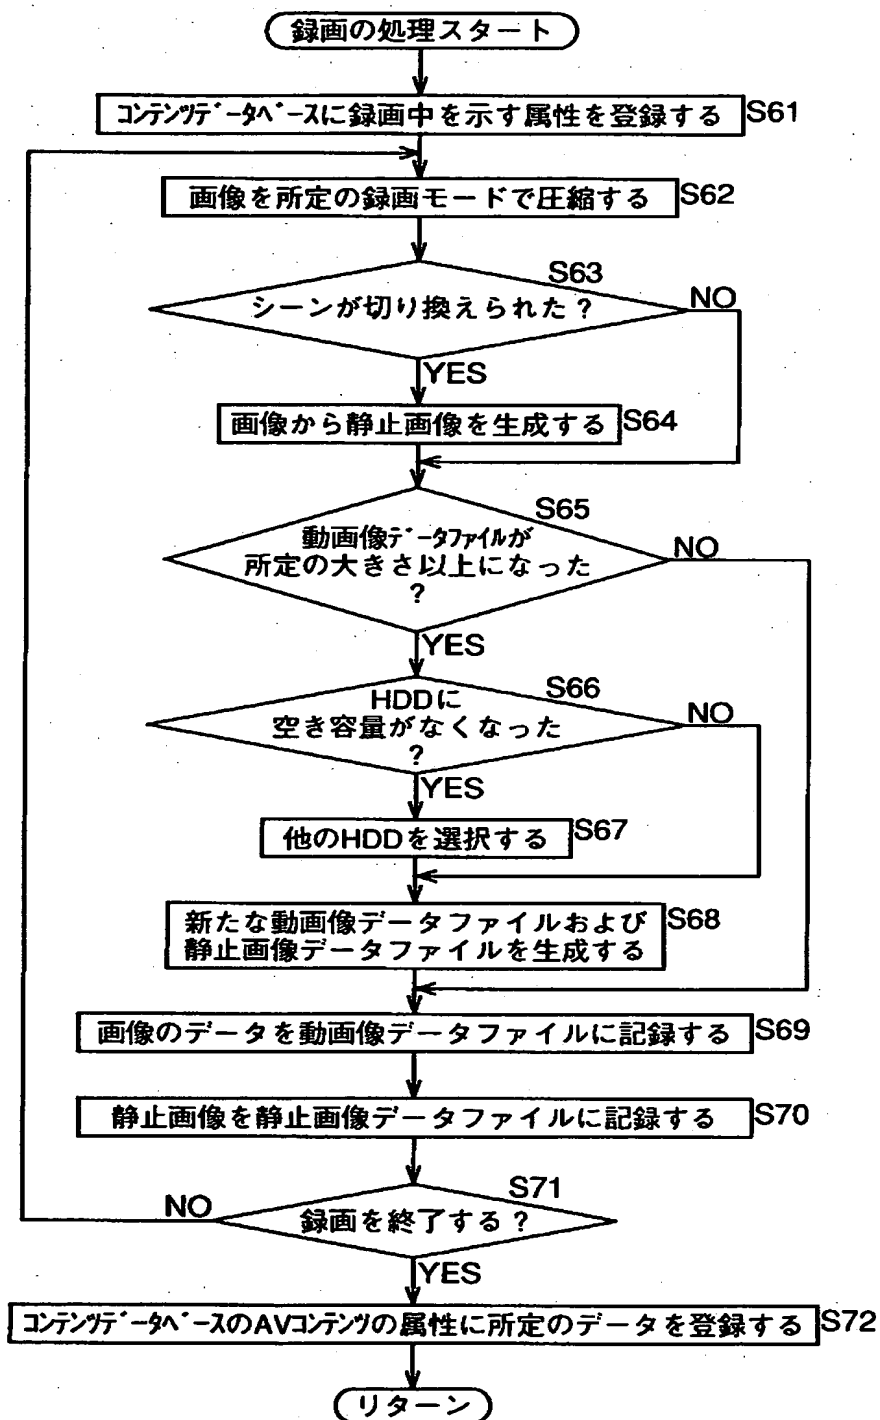 録画の処理スタート
コンテンツデータベースに録画中を示す属性を登録する S61
画像を所定の録画モードで圧縮する S62
S63
シーンが切り換えられた？ NO
YES
画像から静止画像を生成する S64
S65
動画像データファイルが
所定の大きさ以上になった NO
？
YES
S66
HDDに
空き容量がなくなった NO
？
YES
他のHDDを選択する S67
新たな動画像データファイルおよび S68
静止画像データファイルを生成する
画像のデータを動画像データファイルに記録する S69
静止画像を静止画像データファイルに記録する S70
S71
NO 録画を終了する？
YES
コンテンツデータベースのAVコンテンツの属性に所定のデータを登録する S72
リターン